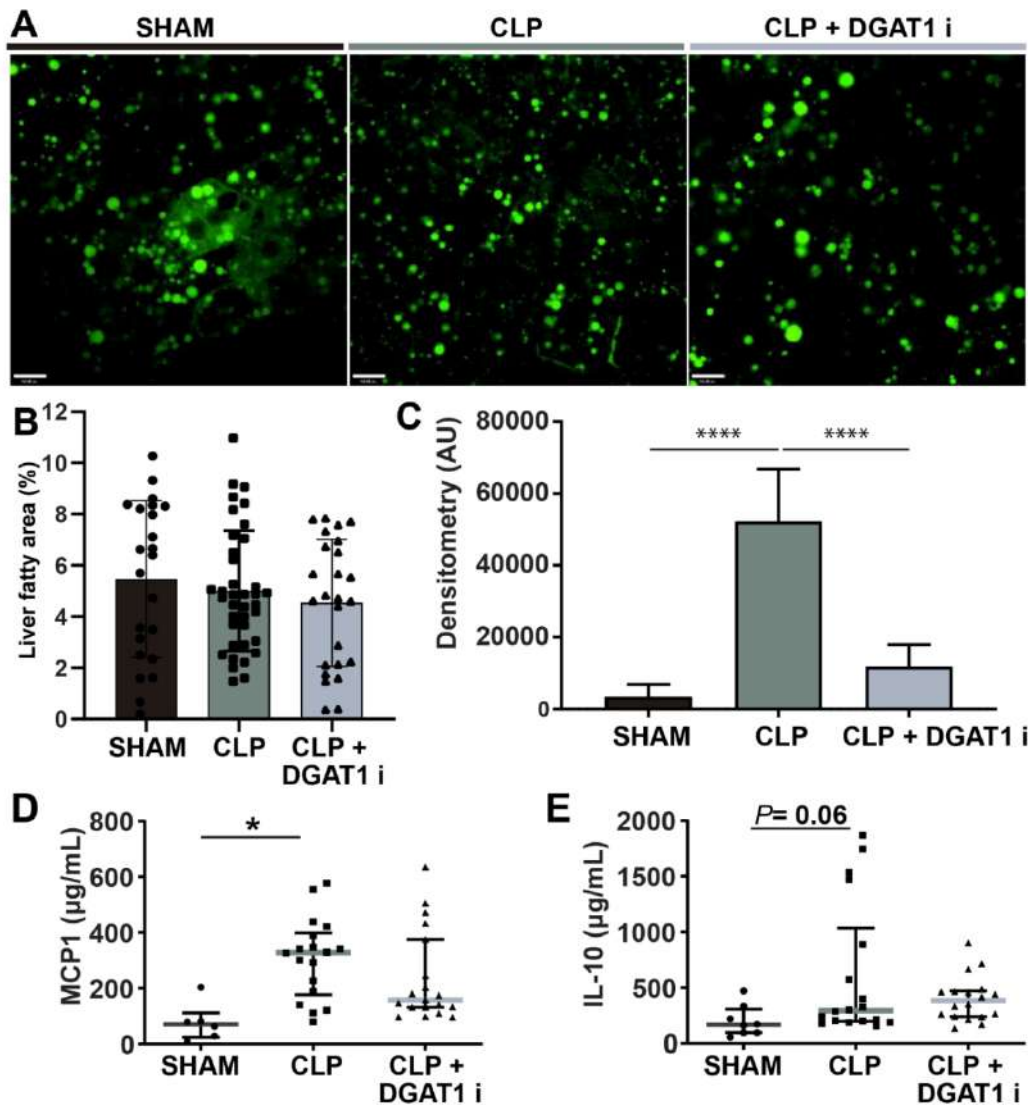 A
SHAM
CLP
CLP + DGAT1 i
B
Liver fatty area (%)
12
10
8
6
4
2
0
SHAM
CLP
CLP +
DGAT1 i
C
Densitometry (AU)
80000
60000
40000
20000
0
****
****
SHAM
CLP
CLP + DGAT1 i
D
MCP1 (µg/mL)
800
600
400
200
0
*
SHAM
CLP
CLP +
DGAT1 i
E
IL-10 (µg/mL)
2000
1500
1000
500
0
P= 0.06
SHAM
CLP
CLP +
DGAT1 i